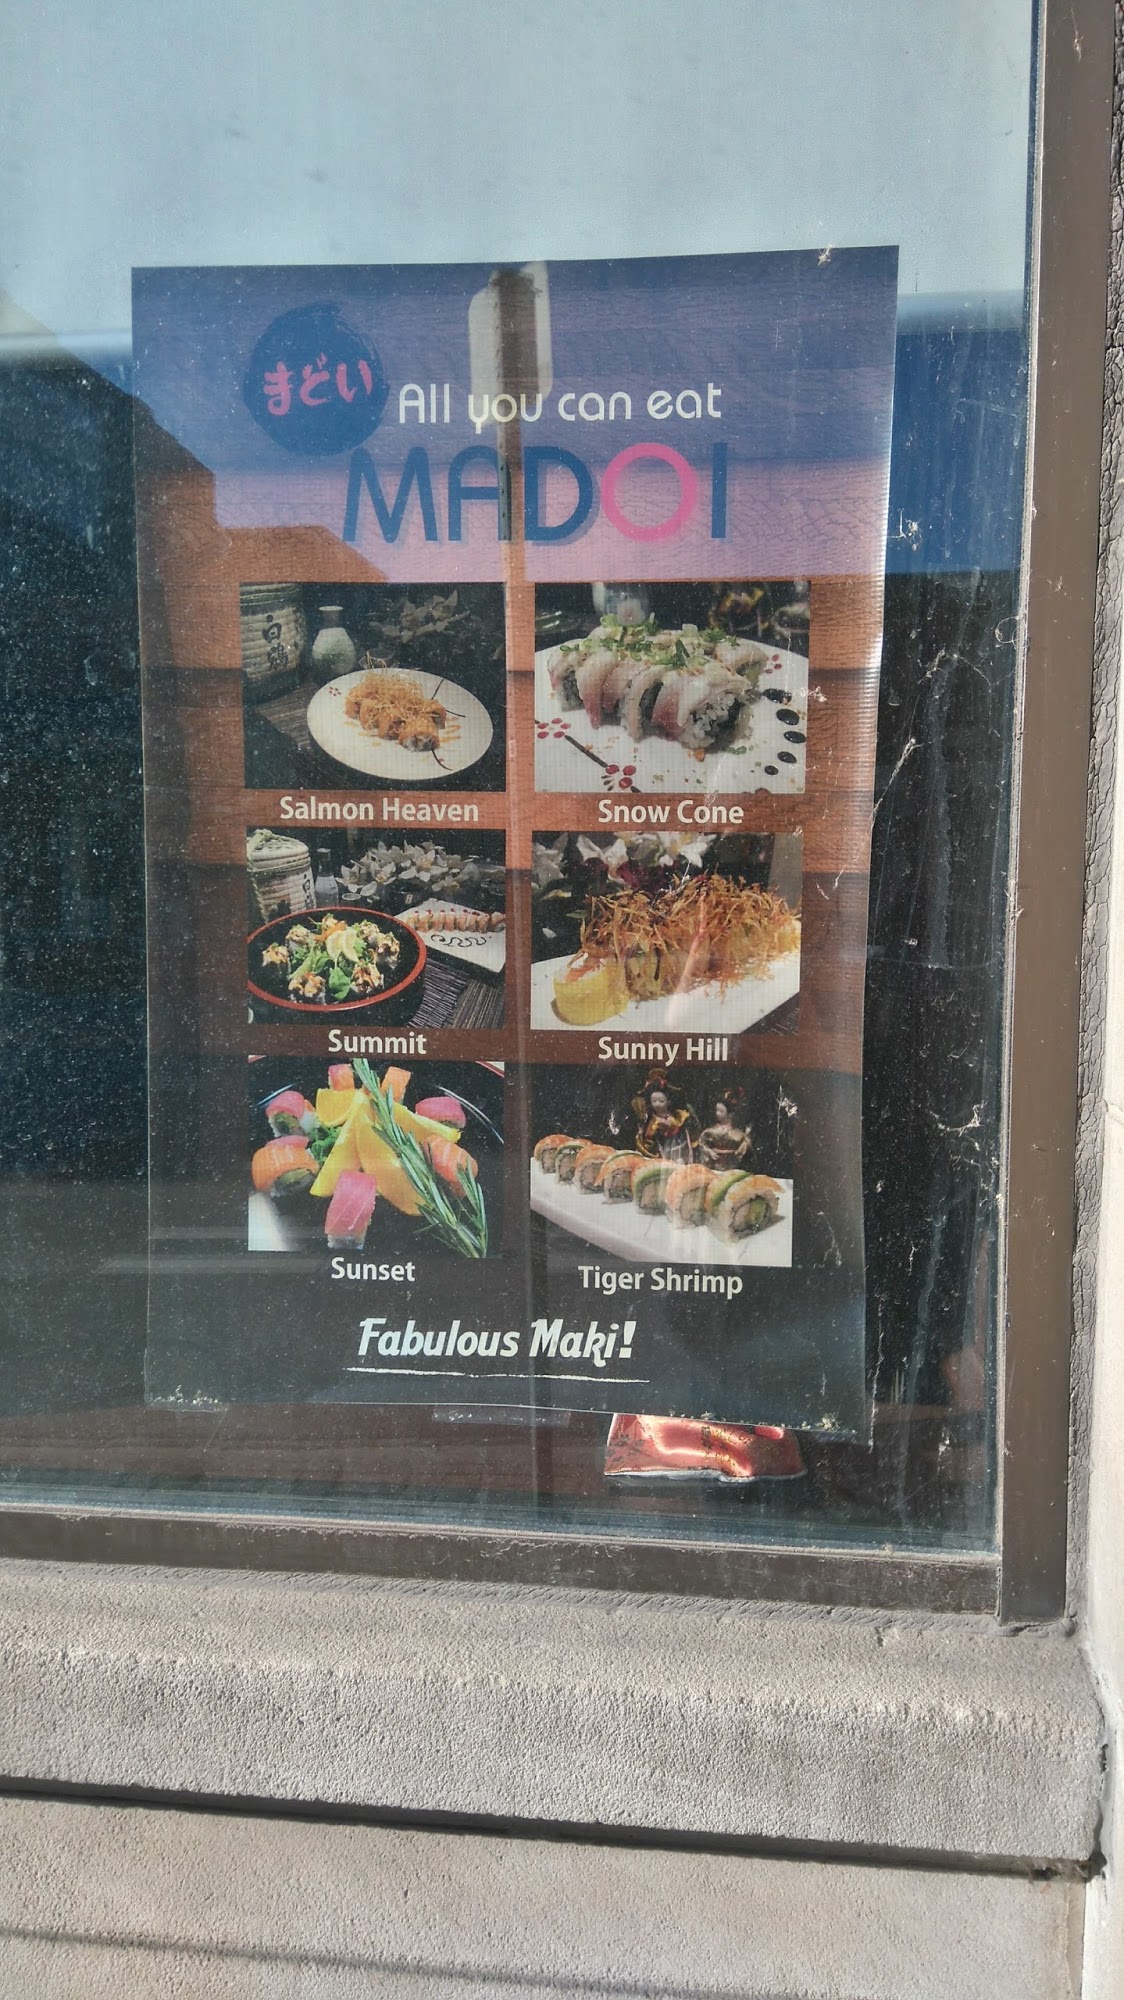 まどい
All you can eat
MADOI
Salmon Heaven
Snow Cone
Summit
Sunny Hill
Sunset
Tiger Shrimp
Fabulous Maki!